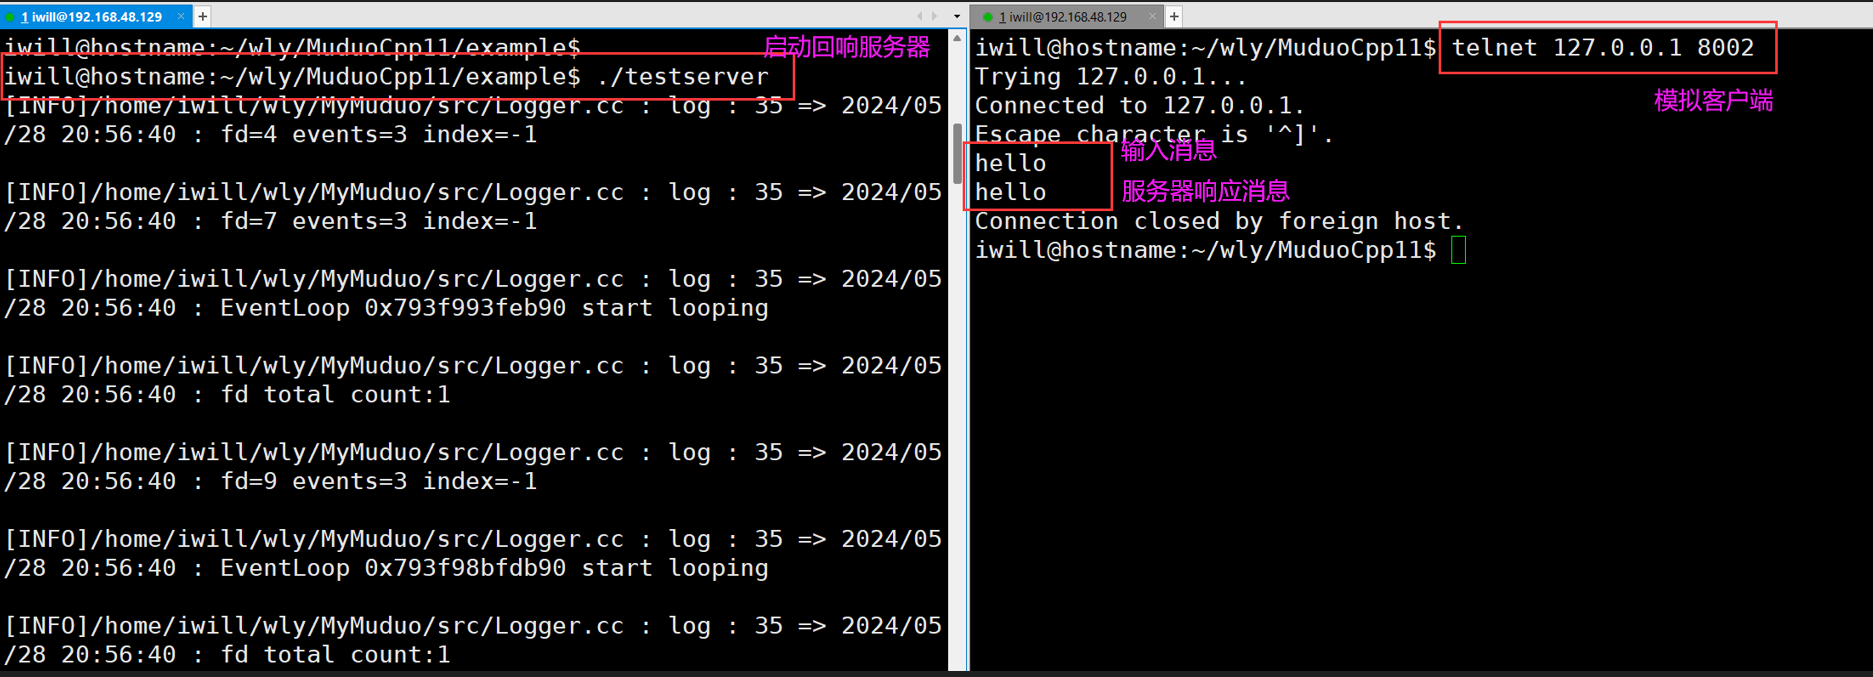 1 iwill@192.168.48.129
iwill@hostname:~/wly/MuduoCpp11/example$
启动回响服务器
iwill@hostname:~/wly/MuduoCpp11/example$ ./testserver
[INFO]/home/iwill/wly/MyMuduo/src/Logger.cc : log : 35 => 2024/05
/28 20:56:40 : fd=4 events=3 index=-1
[INFO]/home/iwill/wly/MyMuduo/src/Logger.cc : log : 35 => 2024/05
/28 20:56:40 : fd=7 events=3 index=-1
[INFO]/home/iwill/wly/MyMuduo/src/Logger.cc : log : 35 => 2024/05
/28 20:56:40 : EventLoop 0x793f993feb90 start looping
[INFO]/home/iwill/wly/MyMuduo/src/Logger.cc : log : 35 => 2024/05
/28 20:56:40 : fd total count:1
[INFO]/home/iwill/wly/MyMuduo/src/Logger.cc : log : 35 => 2024/05
/28 20:56:40 : fd=9 events=3 index=-1
[INFO]/home/iwill/wly/MyMuduo/src/Logger.cc : log : 35 => 2024/05
/28 20:56:40 : EventLoop 0x793f98bfdb90 start looping
[INFO]/home/iwill/wly/MyMuduo/src/Logger.cc : log : 35 => 2024/05
/28 20:56:40 : fd total count:1
1 iwill@192.168.48.129
iwill@hostname:~/wly/MuduoCpp11$ telnet 127.0.0.1 8002
Trying 127.0.0.1...
Connected to 127.0.0.1.
模拟客户端
Escape character is '^]'.
输入消息
hello
hello
服务器响应消息
Connection closed by foreign host.
iwill@hostname:~/wly/MuduoCpp11$